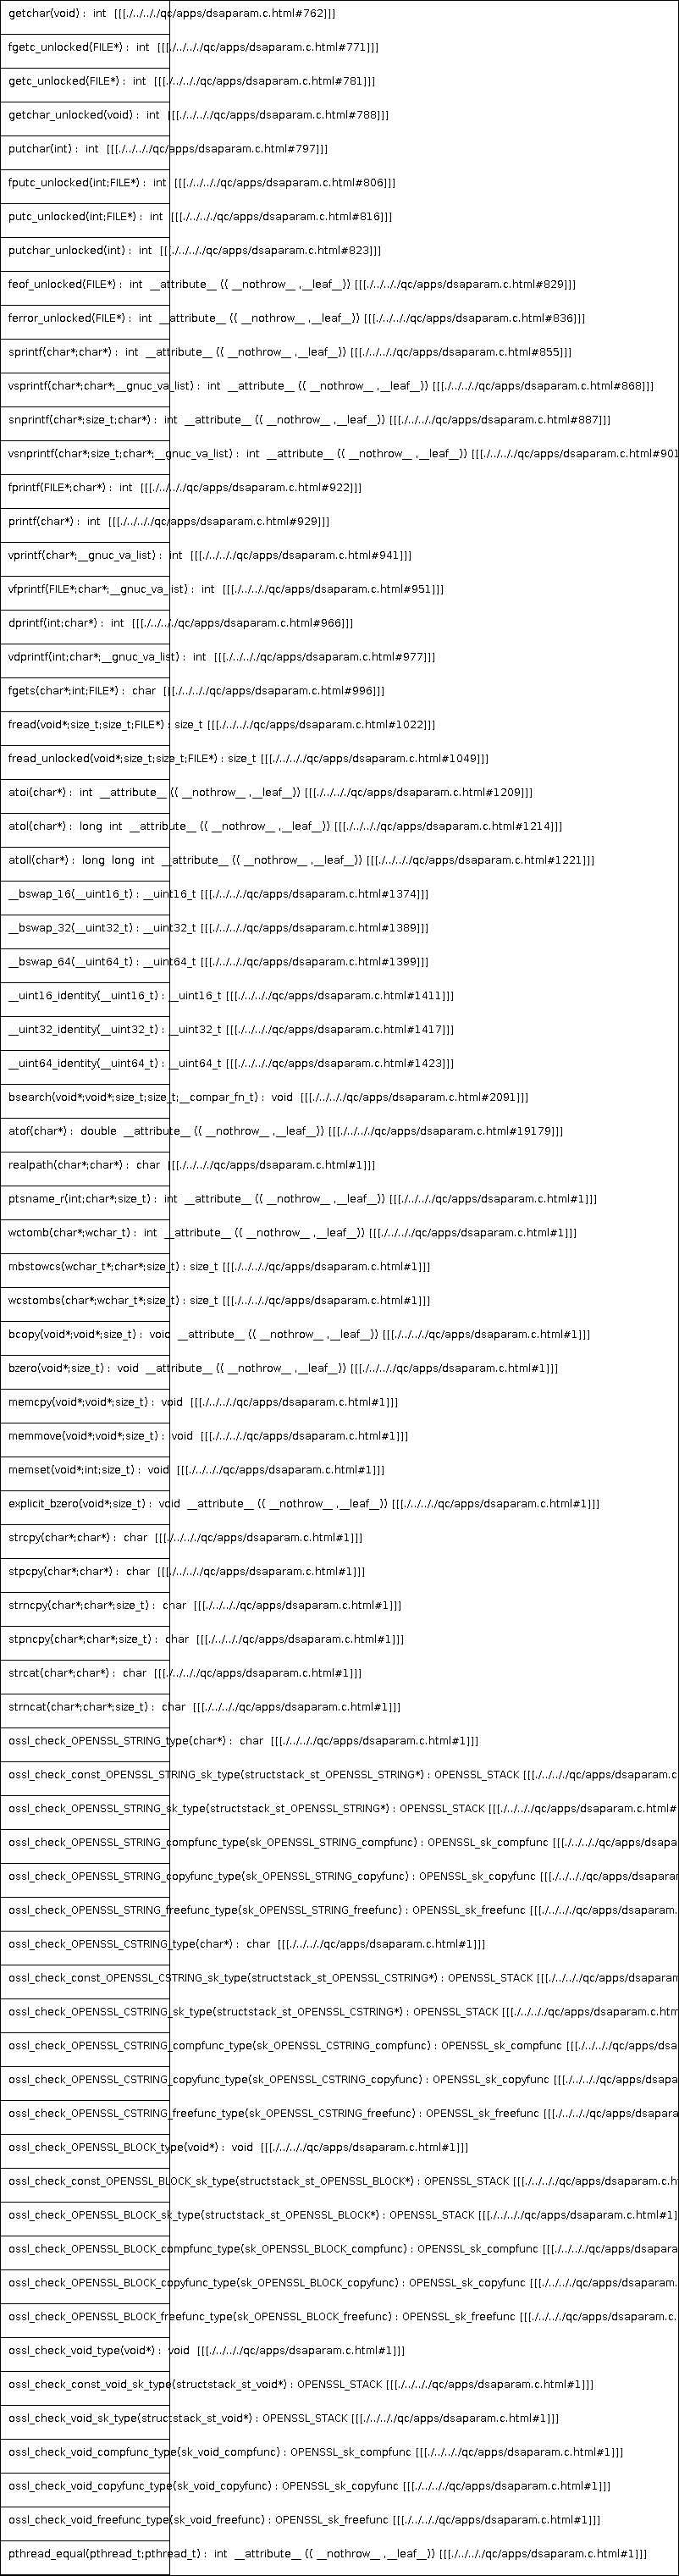 getchar(void) :  int  [[[./../.././qc/apps/dsaparam.c.html#762]]]
fgetc_unlocked(FILE*) :  int  [[[./../.././qc/apps/dsaparam.c.html#771]]]
getc_unlocked(FILE*) :  int  [[[./../.././qc/apps/dsaparam.c.html#781]]]
getchar_unlocked(void) :  int  [[[./../.././qc/apps/dsaparam.c.html#788]]]
putchar(int) :  int  [[[./../.././qc/apps/dsaparam.c.html#797]]]
fputc_unlocked(int;FILE*) :  int  [[[./../.././qc/apps/dsaparam.c.html#806]]]
putc_unlocked(int;FILE*) :  int  [[[./../.././qc/apps/dsaparam.c.html#816]]]
putchar_unlocked(int) :  int  [[[./../.././qc/apps/dsaparam.c.html#823]]]
feof_unlocked(FILE*) :  int  __attribute__ (( __nothrow__ ,__leaf__)) [[[./../.././qc/apps/dsaparam.c.html#829]]]
ferror_unlocked(FILE*) :  int  __attribute__ (( __nothrow__ ,__leaf__)) [[[./../.././qc/apps/dsaparam.c.html#836]]]
sprintf(char*;char*) :  int  __attribute__ (( __nothrow__ ,__leaf__)) [[[./../.././qc/apps/dsaparam.c.html#855]]]
vsprintf(char*;char*;__gnuc_va_list) :  int  __attribute__ (( __nothrow__ ,__leaf__)) [[[./../.././qc/apps/dsaparam.c.html#868]]]
snprintf(char*;size_t;char*) :  int  __attribute__ (( __nothrow__ ,__leaf__)) [[[./../.././qc/apps/dsaparam.c.html#887]]]
vsnprintf(char*;size_t;char*;__gnuc_va_list) :  int  __attribute__ (( __nothrow__ ,__leaf__)) [[[./../.././qc/apps/dsaparam.c.html#901
fprintf(FILE*;char*) :  int  [[[./../.././qc/apps/dsaparam.c.html#922]]]
printf(char*) :  int  [[[./../.././qc/apps/dsaparam.c.html#929]]]
vprintf(char*;__gnuc_va_list) :  int  [[[./../.././qc/apps/dsaparam.c.html#941]]]
vfprintf(FILE*;char*;__gnuc_va_list) :  int  [[[./../.././qc/apps/dsaparam.c.html#951]]]
dprintf(int;char*) :  int  [[[./../.././qc/apps/dsaparam.c.html#966]]]
vdprintf(int;char*;__gnuc_va_list) :  int  [[[./../.././qc/apps/dsaparam.c.html#977]]]
fgets(char*;int;FILE*) :  char  [[[./../.././qc/apps/dsaparam.c.html#996]]]
fread(void*;size_t;size_t;FILE*) : size_t [[[./../.././qc/apps/dsaparam.c.html#1022]]]
fread_unlocked(void*;size_t;size_t;FILE*) : size_t [[[./../.././qc/apps/dsaparam.c.html#1049]]]
atoi(char*) :  int  __attribute__ (( __nothrow__ ,__leaf__)) [[[./../.././qc/apps/dsaparam.c.html#1209]]]
atol(char*) :  long  int  __attribute__ (( __nothrow__ ,__leaf__)) [[[./../.././qc/apps/dsaparam.c.html#1214]]]
atoll(char*) :  long  long  int  __attribute__ (( __nothrow__ ,__leaf__)) [[[./../.././qc/apps/dsaparam.c.html#1221]]]
__bswap_16(__uint16_t) : __uint16_t [[[./../.././qc/apps/dsaparam.c.html#1374]]]
__bswap_32(__uint32_t) : __uint32_t [[[./../.././qc/apps/dsaparam.c.html#1389]]]
__bswap_64(__uint64_t) : __uint64_t [[[./../.././qc/apps/dsaparam.c.html#1399]]]
__uint16_identity(__uint16_t) : __uint16_t [[[./../.././qc/apps/dsaparam.c.html#1411]]]
__uint32_identity(__uint32_t) : __uint32_t [[[./../.././qc/apps/dsaparam.c.html#1417]]]
__uint64_identity(__uint64_t) : __uint64_t [[[./../.././qc/apps/dsaparam.c.html#1423]]]
bsearch(void*;void*;size_t;size_t;__compar_fn_t) :  void  [[[./../.././qc/apps/dsaparam.c.html#2091]]]
atof(char*) :  double  __attribute__ (( __nothrow__ ,__leaf__)) [[[./../.././qc/apps/dsaparam.c.html#19179]]]
realpath(char*;char*) :  char  [[[./../.././qc/apps/dsaparam.c.html#1]]]
ptsname_r(int;char*;size_t) :  int  __attribute__ (( __nothrow__ ,__leaf__)) [[[./../.././qc/apps/dsaparam.c.html#1]]]
wctomb(char*;wchar_t) :  int  __attribute__ (( __nothrow__ ,__leaf__)) [[[./../.././qc/apps/dsaparam.c.html#1]]]
mbstowcs(wchar_t*;char*;size_t) : size_t [[[./../.././qc/apps/dsaparam.c.html#1]]]
wcstombs(char*;wchar_t*;size_t) : size_t [[[./../.././qc/apps/dsaparam.c.html#1]]]
bcopy(void*;void*;size_t) :  void  __attribute__ (( __nothrow__ ,__leaf__)) [[[./../.././qc/apps/dsaparam.c.html#1]]]
bzero(void*;size_t) :  void  __attribute__ (( __nothrow__ ,__leaf__)) [[[./../.././qc/apps/dsaparam.c.html#1]]]
memcpy(void*;void*;size_t) :  void  [[[./../.././qc/apps/dsaparam.c.html#1]]]
memmove(void*;void*;size_t) :  void  [[[./../.././qc/apps/dsaparam.c.html#1]]]
memset(void*;int;size_t) :  void  [[[./../.././qc/apps/dsaparam.c.html#1]]]
explicit_bzero(void*;size_t) :  void  __attribute__ (( __nothrow__ ,__leaf__)) [[[./../.././qc/apps/dsaparam.c.html#1]]]
strcpy(char*;char*) :  char  [[[./../.././qc/apps/dsaparam.c.html#1]]]
stpcpy(char*;char*) :  char  [[[./../.././qc/apps/dsaparam.c.html#1]]]
strncpy(char*;char*;size_t) :  char  [[[./../.././qc/apps/dsaparam.c.html#1]]]
stpncpy(char*;char*;size_t) :  char  [[[./../.././qc/apps/dsaparam.c.html#1]]]
strcat(char*;char*) :  char  [[[./../.././qc/apps/dsaparam.c.html#1]]]
strncat(char*;char*;size_t) :  char  [[[./../.././qc/apps/dsaparam.c.html#1]]]
ossl_check_OPENSSL_STRING_type(char*) :  char  [[[./../.././qc/apps/dsaparam.c.html#1]]]
ossl_check_const_OPENSSL_STRING_sk_type(structstack_st_OPENSSL_STRING*) : OPENSSL_STACK [[[./../.././qc/apps/dsaparam.c
ossl_check_OPENSSL_STRING_sk_type(structstack_st_OPENSSL_STRING*) : OPENSSL_STACK [[[./../.././qc/apps/dsaparam.c.html#
ossl_check_OPENSSL_STRING_compfunc_type(sk_OPENSSL_STRING_compfunc) : OPENSSL_sk_compfunc [[[./../.././qc/apps/dsapa
ossl_check_OPENSSL_STRING_copyfunc_type(sk_OPENSSL_STRING_copyfunc) : OPENSSL_sk_copyfunc [[[./../.././qc/apps/dsapara
ossl_check_OPENSSL_STRING_freefunc_type(sk_OPENSSL_STRING_freefunc) : OPENSSL_sk_freefunc [[[./../.././qc/apps/dsaparam.
ossl_check_OPENSSL_CSTRING_type(char*) :  char  [[[./../.././qc/apps/dsaparam.c.html#1]]]
ossl_check_const_OPENSSL_CSTRING_sk_type(structstack_st_OPENSSL_CSTRING*) : OPENSSL_STACK [[[./../.././qc/apps/dsaparam
ossl_check_OPENSSL_CSTRING_sk_type(structstack_st_OPENSSL_CSTRING*) : OPENSSL_STACK [[[./../.././qc/apps/dsaparam.c.htm
ossl_check_OPENSSL_CSTRING_compfunc_type(sk_OPENSSL_CSTRING_compfunc) : OPENSSL_sk_compfunc [[[./../.././qc/apps/dsa
ossl_check_OPENSSL_CSTRING_copyfunc_type(sk_OPENSSL_CSTRING_copyfunc) : OPENSSL_sk_copyfunc [[[./../.././qc/apps/dsapa
ossl_check_OPENSSL_CSTRING_freefunc_type(sk_OPENSSL_CSTRING_freefunc) : OPENSSL_sk_freefunc [[[./../.././qc/apps/dsapara
ossl_check_OPENSSL_BLOCK_type(void*) :  void  [[[./../.././qc/apps/dsaparam.c.html#1]]]
ossl_check_const_OPENSSL_BLOCK_sk_type(structstack_st_OPENSSL_BLOCK*) : OPENSSL_STACK [[[./../.././qc/apps/dsaparam.c.ht
ossl_check_OPENSSL_BLOCK_sk_type(structstack_st_OPENSSL_BLOCK*) : OPENSSL_STACK [[[./../.././qc/apps/dsaparam.c.html#1]
ossl_check_OPENSSL_BLOCK_compfunc_type(sk_OPENSSL_BLOCK_compfunc) : OPENSSL_sk_compfunc [[[./../.././qc/apps/dsapara
ossl_check_OPENSSL_BLOCK_copyfunc_type(sk_OPENSSL_BLOCK_copyfunc) : OPENSSL_sk_copyfunc [[[./../.././qc/apps/dsaparam.
ossl_check_OPENSSL_BLOCK_freefunc_type(sk_OPENSSL_BLOCK_freefunc) : OPENSSL_sk_freefunc [[[./../.././qc/apps/dsaparam.c.
ossl_check_void_type(void*) :  void  [[[./../.././qc/apps/dsaparam.c.html#1]]]
ossl_check_const_void_sk_type(structstack_st_void*) : OPENSSL_STACK [[[./../.././qc/apps/dsaparam.c.html#1]]]
ossl_check_void_sk_type(structstack_st_void*) : OPENSSL_STACK [[[./../.././qc/apps/dsaparam.c.html#1]]]
ossl_check_void_compfunc_type(sk_void_compfunc) : OPENSSL_sk_compfunc [[[./../.././qc/apps/dsaparam.c.html#1]]]
ossl_check_void_copyfunc_type(sk_void_copyfunc) : OPENSSL_sk_copyfunc [[[./../.././qc/apps/dsaparam.c.html#1]]]
ossl_check_void_freefunc_type(sk_void_freefunc) : OPENSSL_sk_freefunc [[[./../.././qc/apps/dsaparam.c.html#1]]]
pthread_equal(pthread_t;pthread_t) :  int  __attribute__ (( __nothrow__ ,__leaf__)) [[[./../.././qc/apps/dsaparam.c.html#1]]]